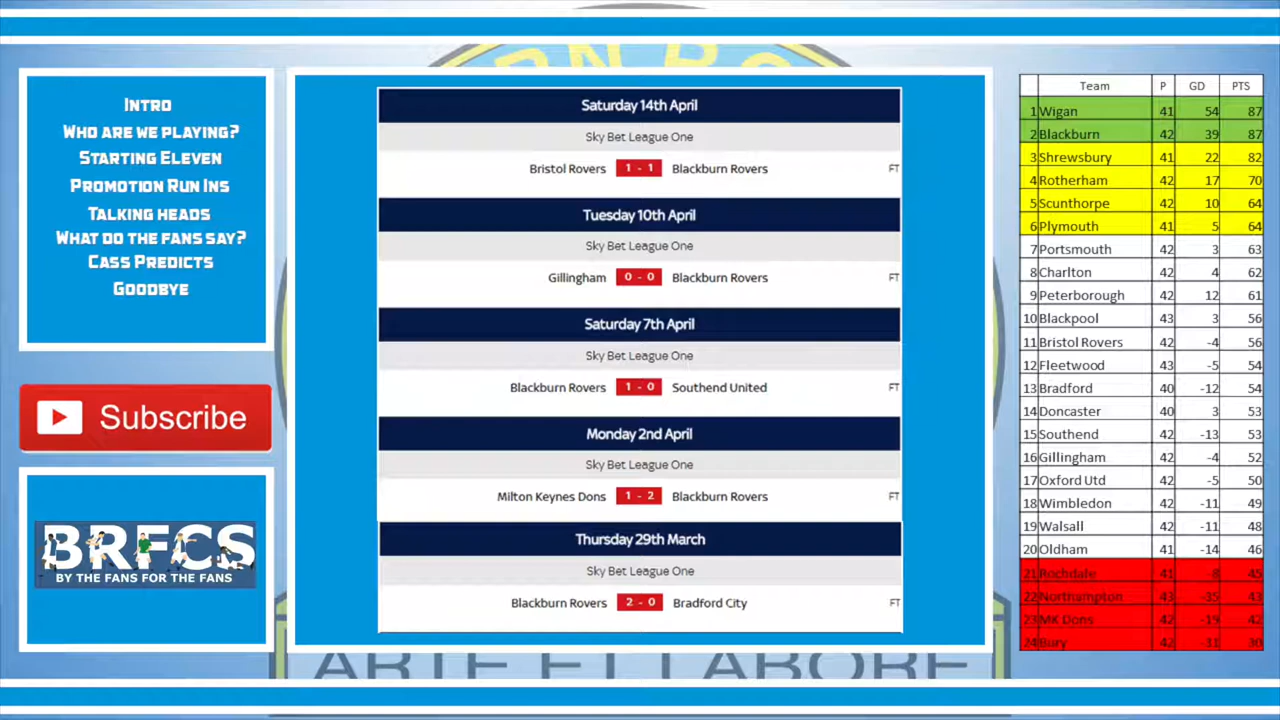 INTRO
WHO ARE WE PLAYING?
STARTING ELEVEN
PROMOTION RUN INS
TALKING HEADS
WHAT DO THE FANS SAY?
CASS PREDICTS
GOODBYE
Subscribe
BRFCS
BY THE FANS FOR THE FANS
Saturday 14th April
Sky Bet League One
Bristol Rovers 1 - 1 Blackburn Rovers FT
Tuesday 10th April
Sky Bet League One
Gillingham 0 - 0 Blackburn Rovers FT
Saturday 7th April
Sky Bet League One
Blackburn Rovers 1 - 0 Southend United FT
Monday 2nd April
Sky Bet League One
Milton Keynes Dons 1 - 2 Blackburn Rovers FT
Thursday 29th March
Sky Bet League One
Blackburn Rovers 2 - 0 Bradford City FT
Team P GD PTS
1 Wigan 41 54 87
2 Blackburn 42 39 87
3 Shrewsbury 41 22 82
4 Rotherham 42 17 70
5 Scunthorpe 42 10 64
6 Plymouth 41 5 64
7 Portsmouth 42 3 63
8 Charlton 42 4 62
9 Peterborough 42 12 61
10 Blackpool 43 3 56
11 Bristol Rovers 42 -4 56
12 Fleetwood 43 -5 54
13 Bradford 40 -12 54
14 Doncaster 40 3 53
15 Southend 42 -13 53
16 Gillingham 42 -4 52
17 Oxford Utd 42 -5 50
18 Wimbledon 42 -11 49
19 Walsall 42 -11 48
20 Oldham 41 -14 46
21 Rochdale 41 -8 45
22 Northampton 43 -35 43
23 MK Dons 42 -19 42
24 Bury 42 -31 30
ARTE ET LABORE